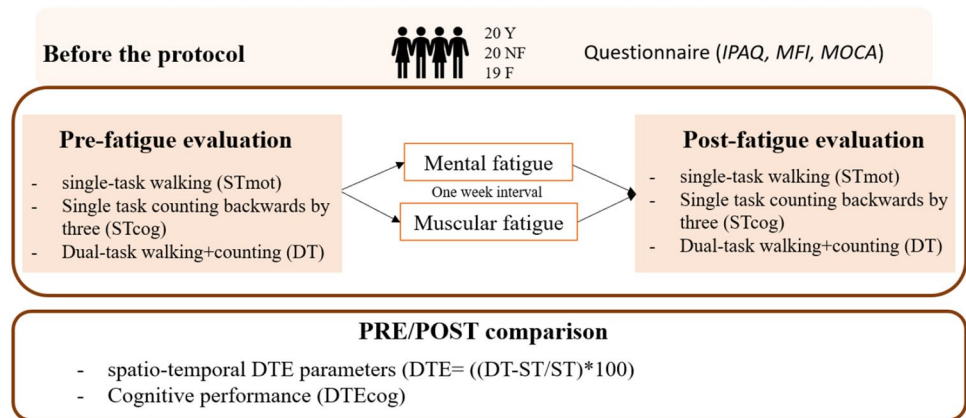 Before the protocol
20 Y
20 NF
19 F
Questionnaire (IPAQ, MFI, MOCA)
Pre-fatigue evaluation
- single-task walking (STmot)
- Single task counting backwards by
three (STcog)
- Dual-task walking+counting (DT)
Mental fatigue
One week interval
Muscular fatigue
Post-fatigue evaluation
- single-task walking (STmot)
- Single task counting backwards by
three (STcog)
- Dual-task walking+counting (DT)
PRE/POST comparison
- spatio-temporal DTE parameters (DTE= ((DT-ST/ST)*100)
- Cognitive performance (DTEcog)